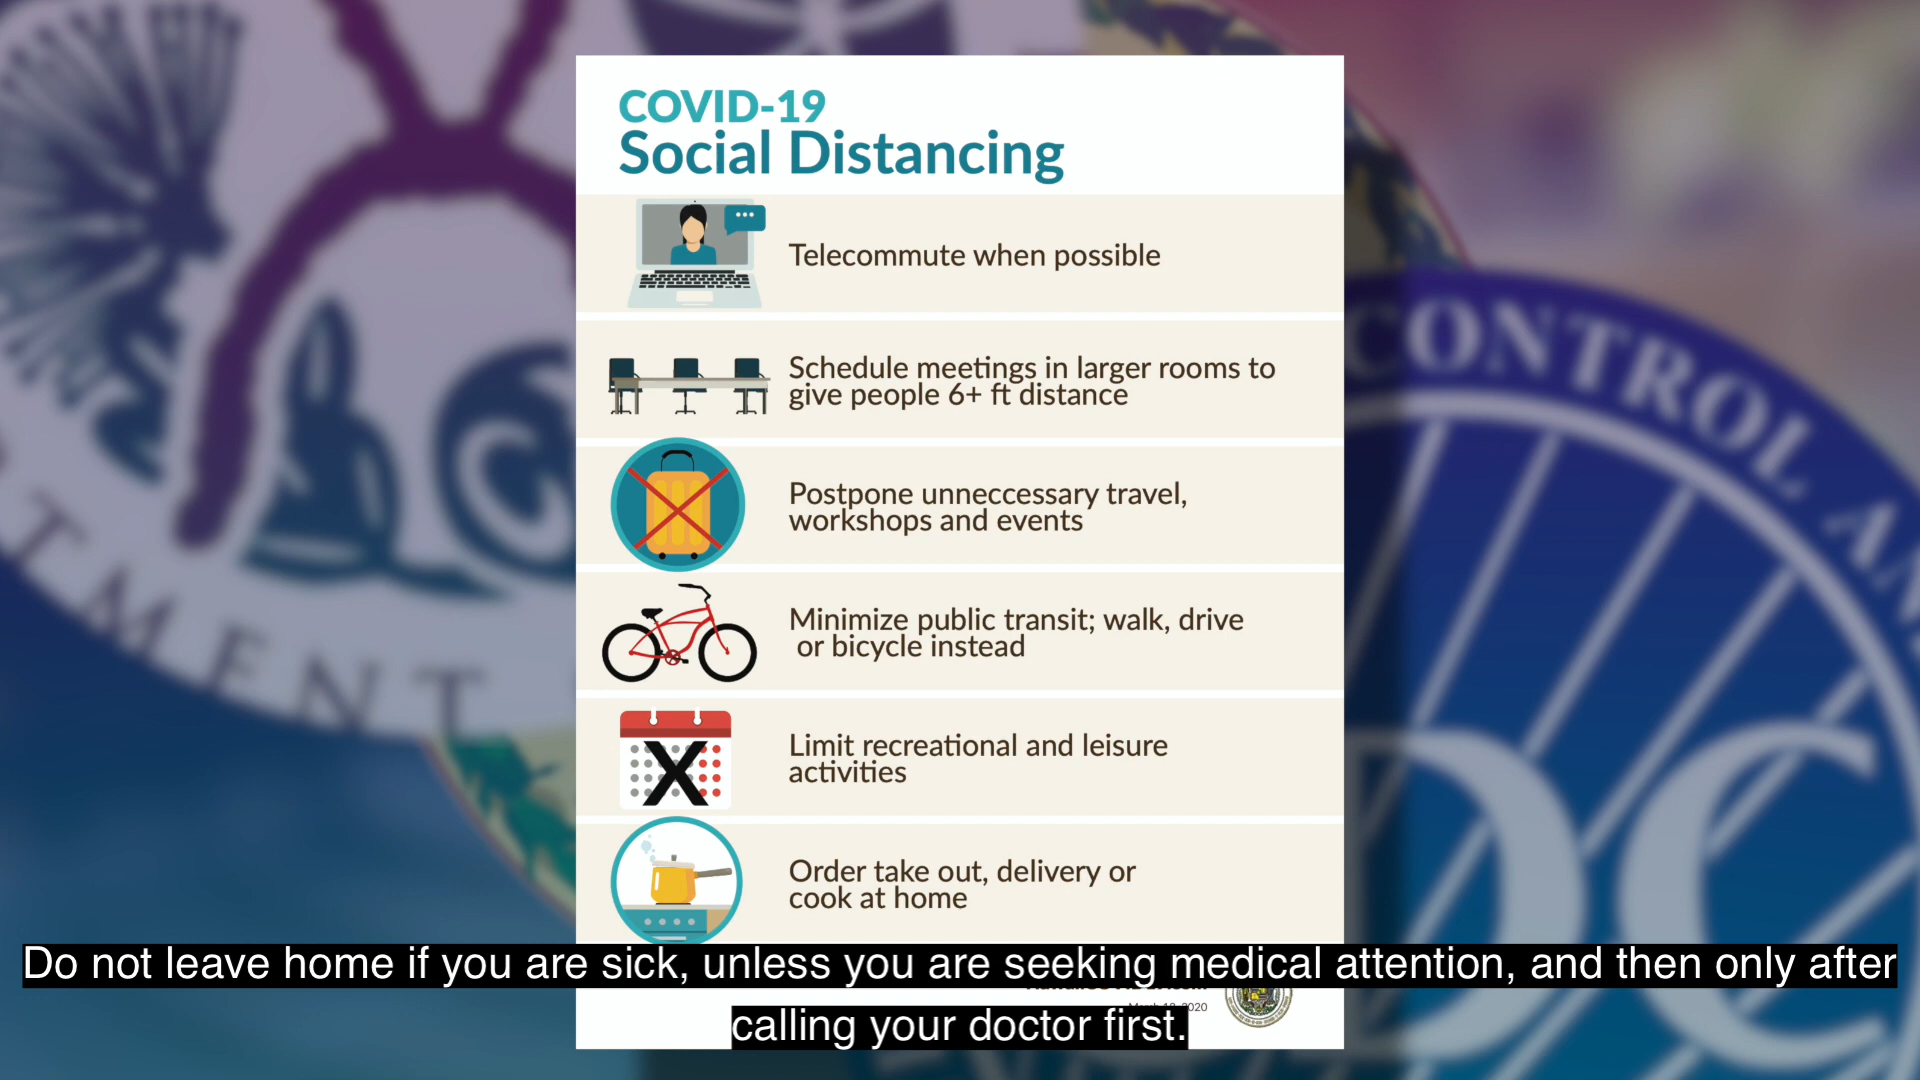 COVID-19
Social Distancing
Telecommute when possible
Schedule meetings in larger rooms to
give people 6+ ft distance
Postpone unneccessary travel,
workshops and events
Minimize public transit; walk, drive
or bicycle instead
Limit recreational and leisure
activities
Order take out, delivery or
cook at home
Do not leave home if you are sick, unless you are seeking medical attention, and then only after
calling your doctor first.
CONTROL